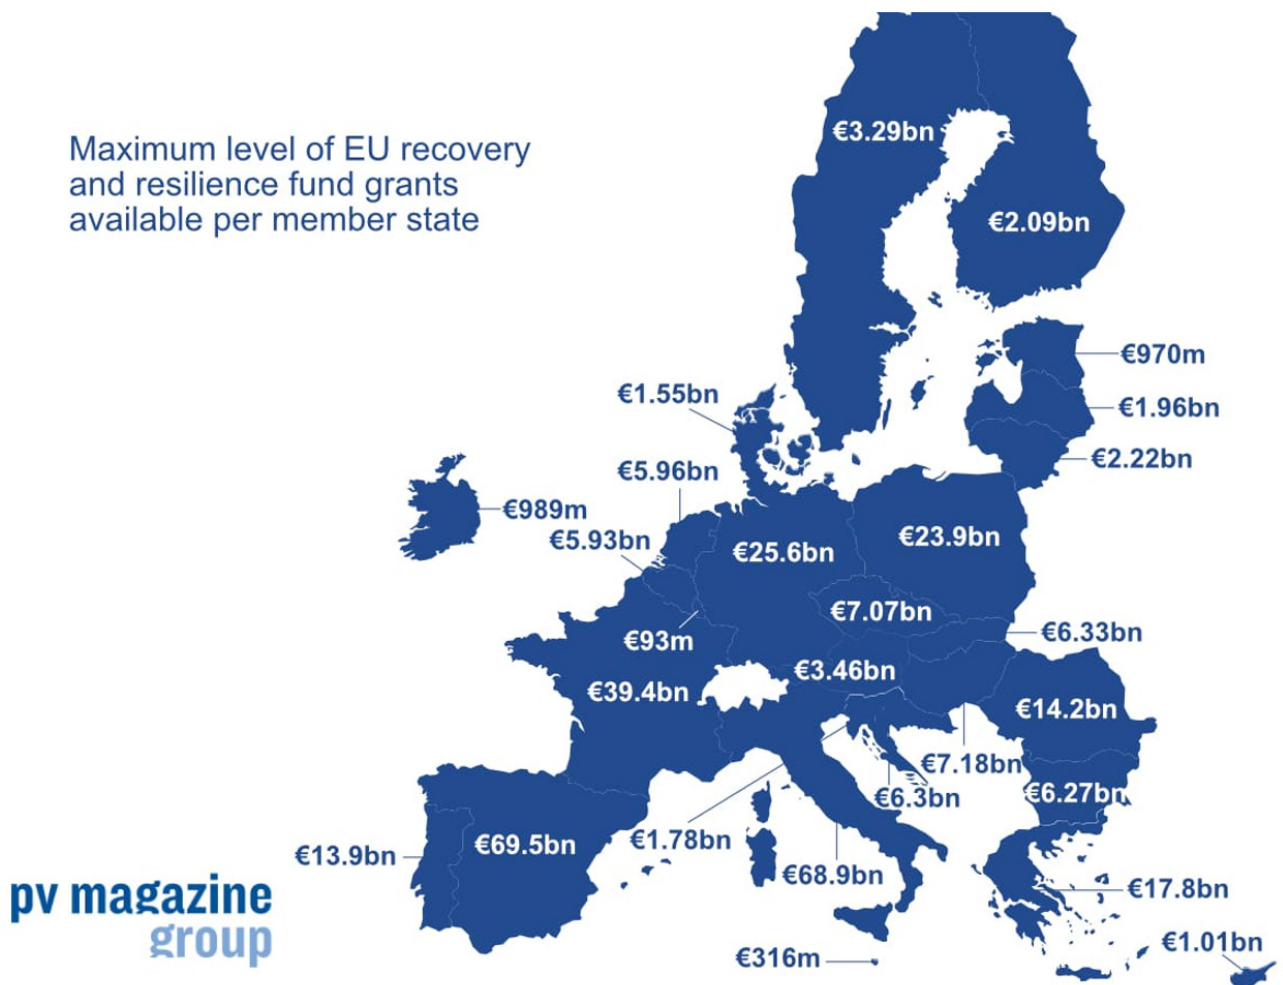 Maximum level of EU recovery
and resilience fund grants
available per member state
€3.29bn
€2.09bn
€970m
€1.55bn
€1.96bn
€2.22bn
€5.96bn
€989m
€5.93bn
€25.6bn
€23.9bn
€7.07bn
€93m
€6.33bn
€3.46bn
€39.4bn
€14.2bn
€7.18bn
€6.3bn
€6.27bn
€1.78bn
€69.5bn
€13.9bn
€68.9bn
€17.8bn
€1.01bn
€316m
pv magazine
group